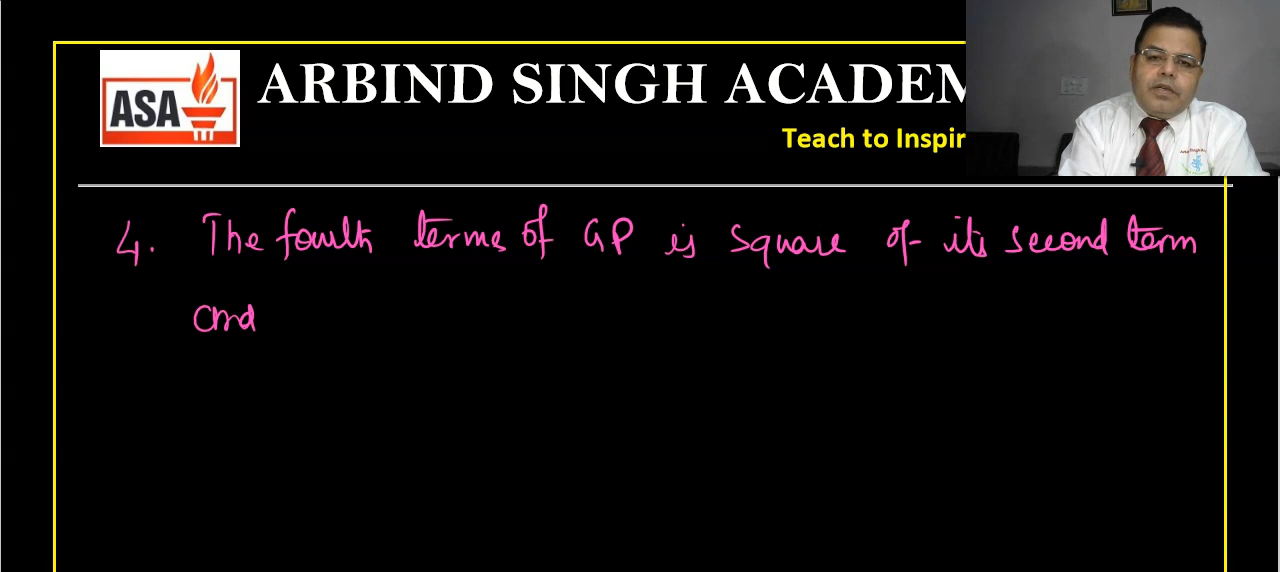 ASA
ARBIND SINGH ACADEM
Teach to Inspir
4. The fourth terms of GP is square of its second term
and